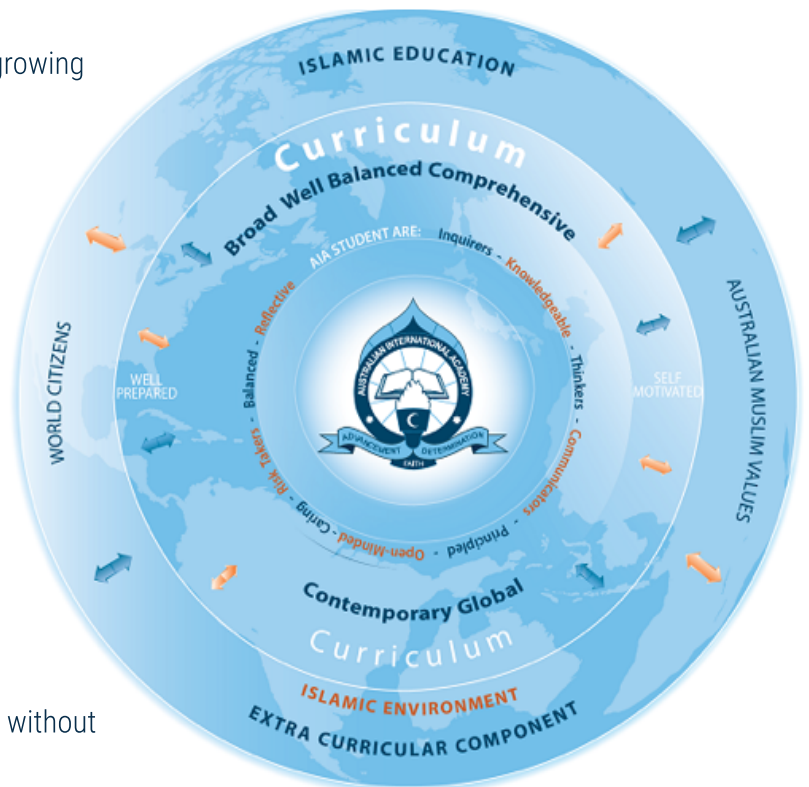 growing
ISLAMIC EDUCATION
Curriculum
Broad Well Balanced Comprehensive
AIA STUDENT ARE: Inquirers - Knowledgeable - Thinkers - Communicators - Principled - Open-Minded - Caring - Risk Takers - Balanced - Reflective
WORLD CITIZENS
WELL
PREPARED
AUSTRALIAN INTERNATIONAL ACADEMY
ADVANCEMENT DETERMINATION
FAITH
SELF
MOTIVATED
AUSTRALIAN MUSLIM VALUES
Contemporary Global
Curriculum
ISLAMIC ENVIRONMENT
EXTRA CURRICULAR COMPONENT
without